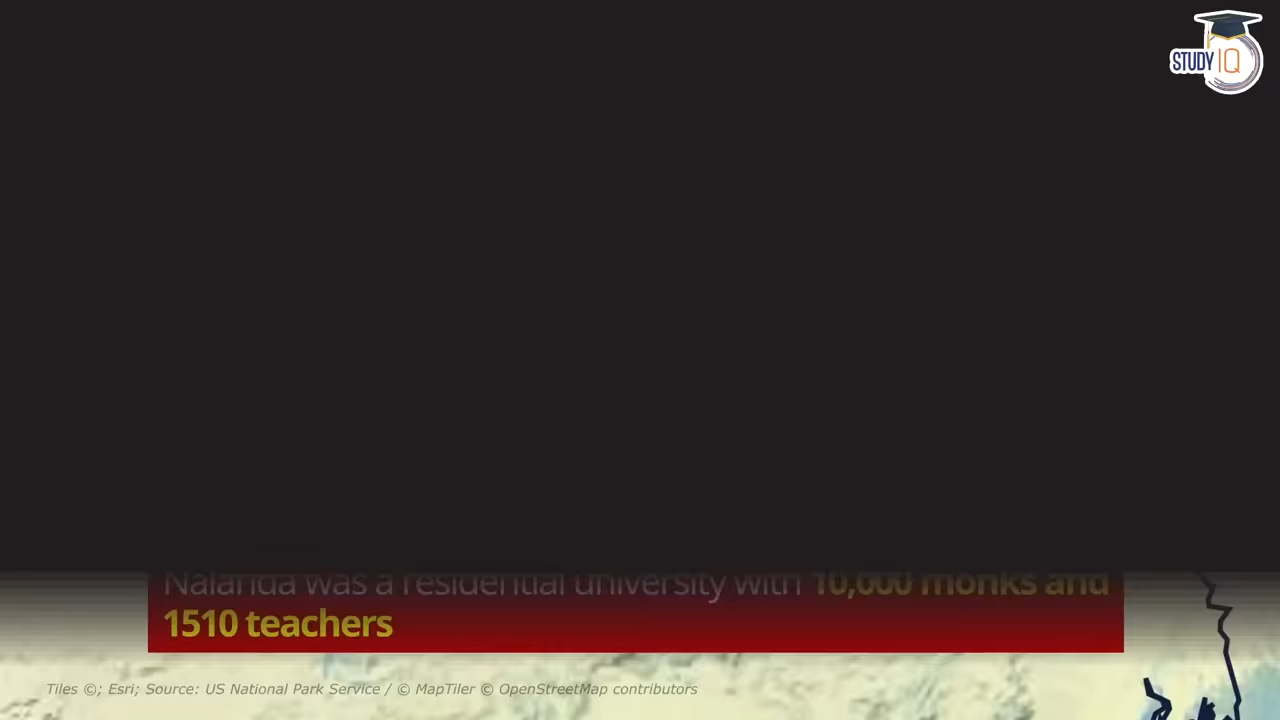 STUDY IQ
Nalanda was a residential university with 10,000 monks and
1510 teachers
Tiles ©; Esri; Source: US National Park Service / © MapTiler © OpenStreetMap contributors